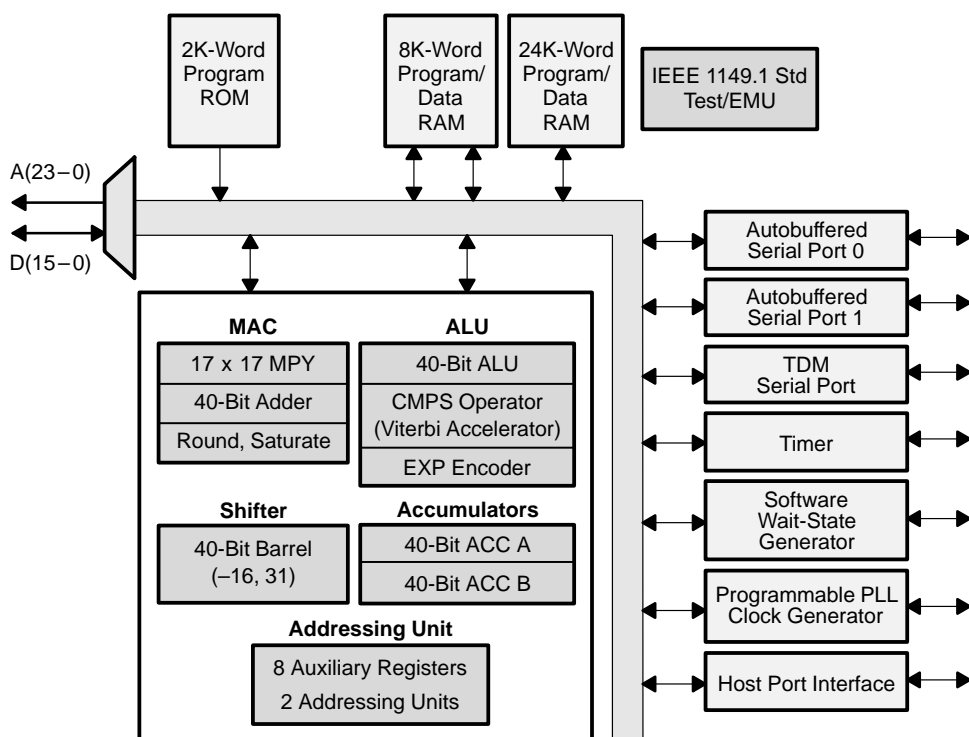 2K-Word
Program
ROM
8K-Word
Program/
Data
RAM
24K-Word
Program/
Data
RAM
IEEE 1149.1 Std
Test/EMU
A(23–0)
D(15–0)
MAC
17 x 17 MPY
40-Bit Adder
Round, Saturate
ALU
40-Bit ALU
CMPS Operator
(Viterbi Accelerator)
EXP Encoder
Shifter
40-Bit Barrel
(–16, 31)
Accumulators
40-Bit ACC A
40-Bit ACC B
Addressing Unit
8 Auxiliary Registers
2 Addressing Units
Autobuffered
Serial Port 0
Autobuffered
Serial Port 1
TDM
Serial Port
Timer
Software
Wait-State
Generator
Programmable PLL
Clock Generator
Host Port Interface